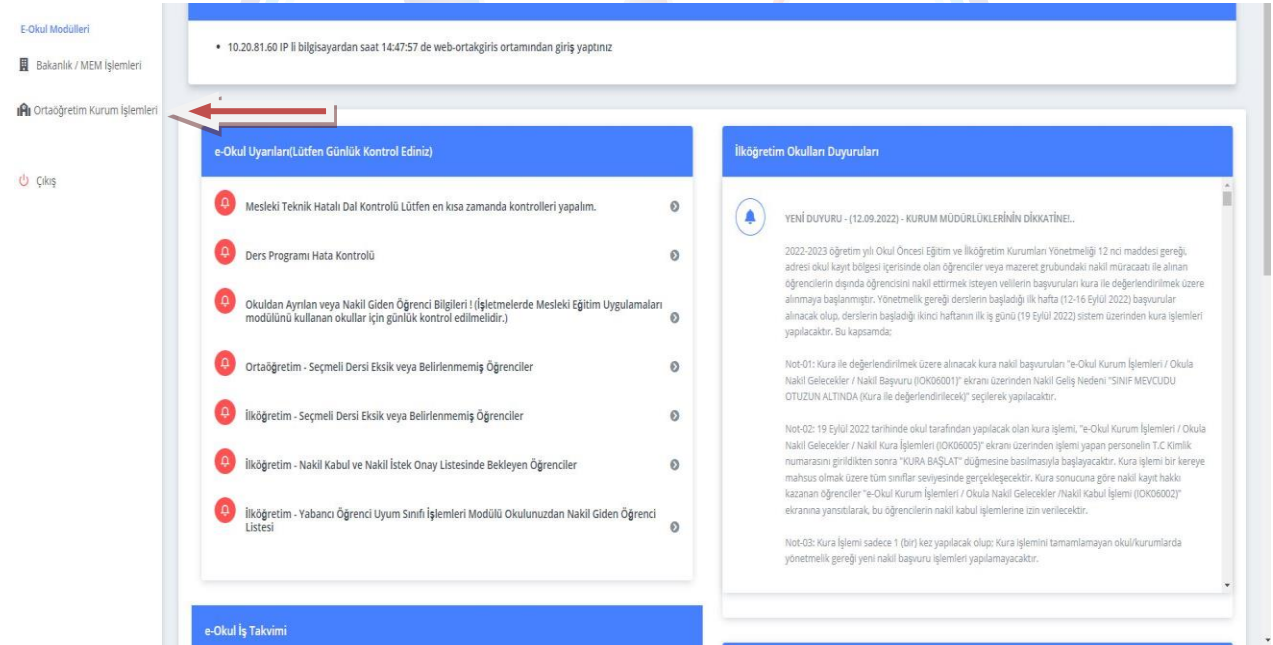 E-Okul Modülleri
Bakanlık / MEM İşlemleri
Ortaöğretim Kurum İşlemleri
Çıkış
10.20.81.60 IP li bilgisayardan saat 14:47:57 de web-ortakgiris ortamından giriş yaptınız
e-Okul Uyarıları(Lütfen Günlük Kontrol Ediniz)
Mesleki Teknik Hatalı Dal Kontrolü Lütfen en kısa zamanda kontrolleri yapalım.
Ders Programı Hata Kontrolü
Okuldan Ayrılan veya Nakil Giden Öğrenci Bilgileri ! (İşletmelerde Mesleki Eğitim Uygulamaları
modülünü kullanan okullar için günlük kontrol edilmelidir.)
Ortaöğretim - Seçmeli Dersi Eksik veya Belirlenmemiş Öğrenciler
İlköğretim - Seçmeli Dersi Eksik veya Belirlenmemiş Öğrenciler
İlköğretim - Nakil Kabul ve Nakil İstek Onay Listesinde Bekleyen Öğrenciler
İlköğretim - Yabancı Öğrenci Uyum Sınıfı İşlemleri Modülü Okulunuzdan Nakil Giden Öğrenci
Listesi
e-Okul İş Takvimi
İlköğretim Okulları Duyuruları
YENİ DUYURU - (12.09.2022) - KURUM MÜDÜRLÜKLERİNİN DİKKATİNE!..
2022-2023 öğretim yılı Okul Öncesi Eğitim ve İlköğretim Kurumları Yönetmeliği 12 nci maddesi gereği,
adresi okul kayıt bölgesi içerisinde olan öğrenciler veya mazeret grubundaki nakil müracaatı ile alınan
öğrencilerin dışında öğrencisini nakil ettirmek isteyen velilerin başvuruları kura ile değerlendirilmek üzere
alınmaya başlanmıştır. Yönetmelik gereği derslerin başladığı ilk hafta (12-16 Eylül 2022) başvurular
alınacak olup, derslerin başladığı ikinci haftanın ilk iş günü (19 Eylül 2022) sistem üzerinden kura işlemleri
yapılacaktır. Bu kapsamda;
Not-01: Kura ile değerlendirilmek üzere alınacak kura nakil başvuruları "e-Okul Kurum İşlemleri / Okula
Nakil Gelecekler / Nakil Başvuru (IOK06001)" ekranı üzerinden Nakil Geliş Nedeni "SINIF MEVCUDU
OTUZUN ALTINDA (Kura ile değerlendirilecek)" seçilerek yapılacaktır.
Not-02: 19 Eylül 2022 tarihinde okul tarafından yapılacak olan kura işlemi, "e-Okul Kurum İşlemleri / Okula
Nakil Gelecekler / Nakil Kura İşlemleri (IOK06005)" ekranı üzerinden işlemi yapan personelin T.C Kimlik
numarasını girildikten sonra "KURA BAŞLAT" düğmesine basılmasıyla başlayacaktır. Kura işlemi bir kereye
mahsus olmak üzere tüm sınıflar seviyesinde gerçekleşecektir. Kura sonucuna göre nakil kayıt hakkı
kazanan öğrenciler "e-Okul Kurum İşlemleri / Okula Nakil Gelecekler /Nakil Kabul İşlemi (IOK06002)"
ekranına yansıtılarak, bu öğrencilerin nakil kabul işlemlerine izin verilecektir.
Not-03: Kura İşlemi sadece 1 (bir) kez yapılacak olup; Kura işlemini tamamlamayan okul/kurumlarda
yönetmelik gereği yeni nakil başvuru işlemleri yapılamayacaktır.